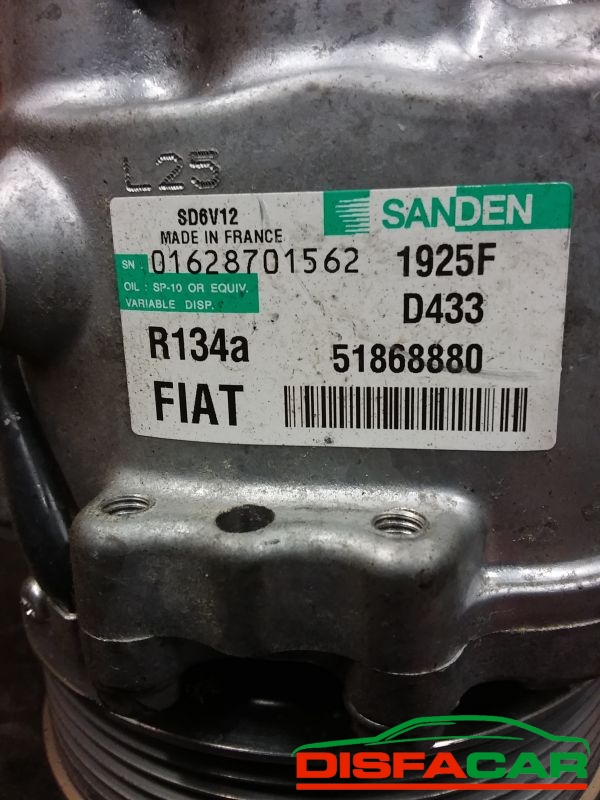 L25
SD6V12
SANDEN
MADE IN FRANCE
SN. 01628701562 1925F
OIL : SP-10 OR EQUIV.
VARIABLE DISP.
D433
R134a 51868880
FIAT
DISFACAR